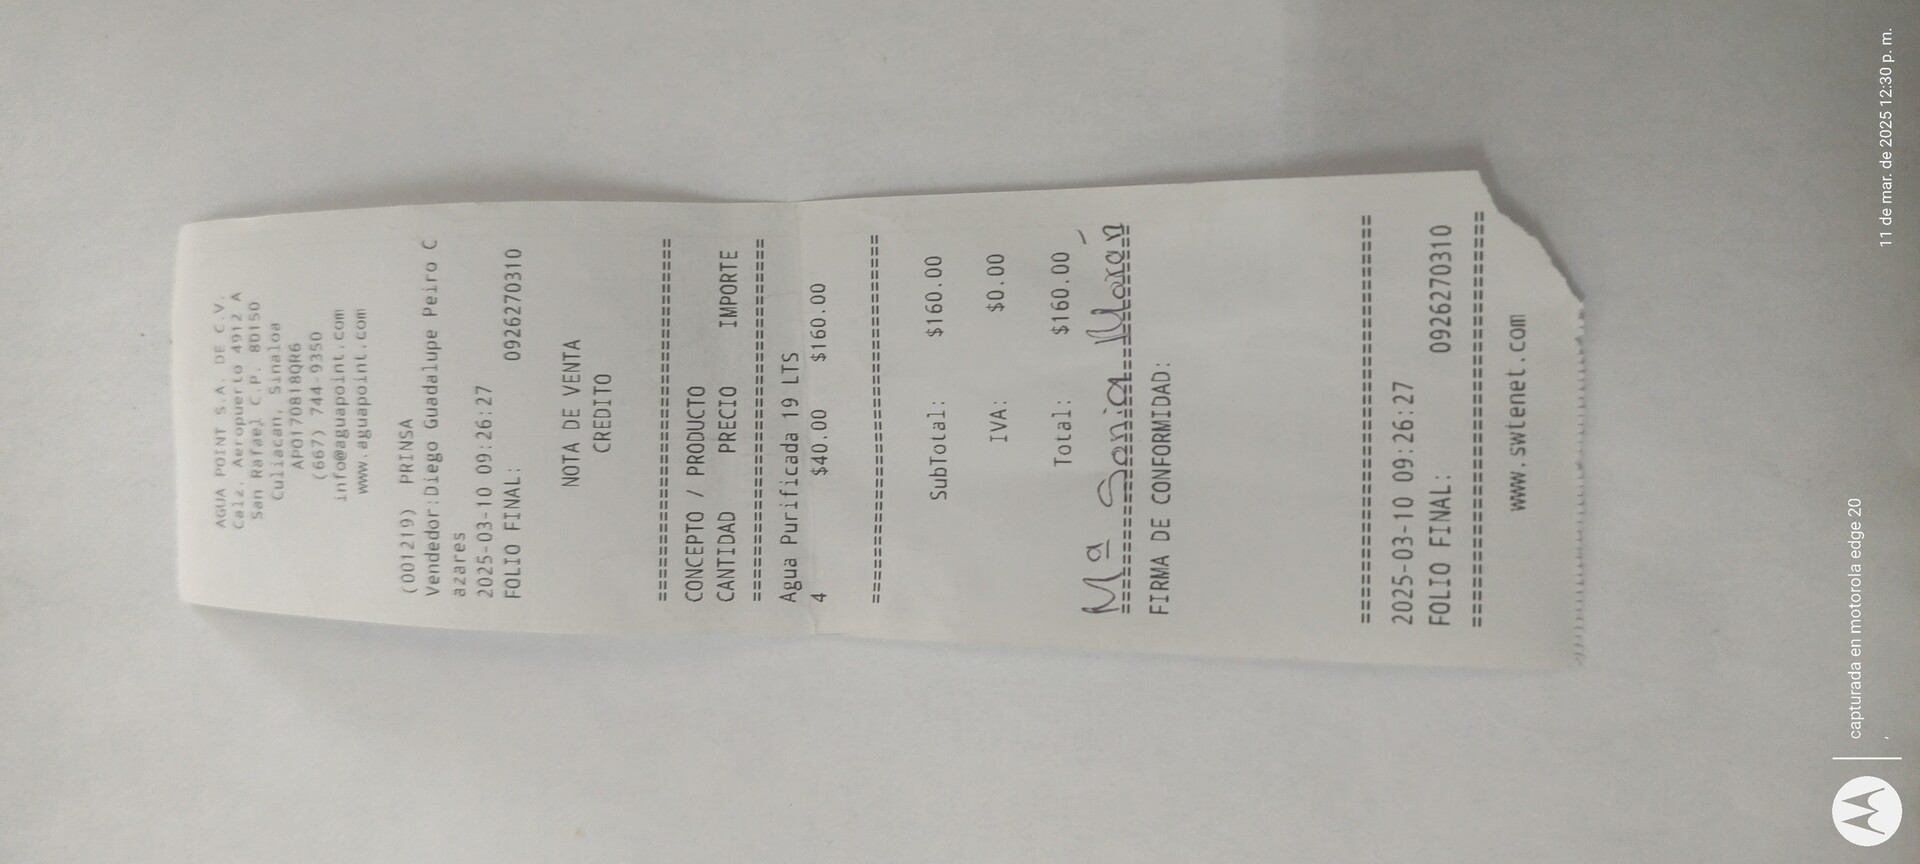 AGUA POINT S.A. DE C.V.
Calz. Aeropuerto 4912 A
San Rafael C.P. 80150
Culiacan, Sinaloa
APO170818QR6
(667) 744-9350
info@aguapoint.com
www.aguapoint.com
(001219) PRINSA
Vendedor:Diego Guadalupe Peiro C
azares
2025-03-10 09:26:27
FOLIO FINAL: 0926270310
NOTA DE VENTA
CREDITO
================================
CONCEPTO / PRODUCTO
CANTIDAD PRECIO IMPORTE
================================
Agua Purificada 19 LTS
4 $40.00 $160.00
================================
SubTotal: $160.00
IVA: $0.00
Total: $160.00
Mª Sonia Morán
================================
FIRMA DE CONFORMIDAD:
================================
2025-03-10 09:26:27
FOLIO FINAL: 0926270310
================================
www.swtenet.com
capturada en motorola edge 20
,
11 de mar. de 2025 12:30 p. m.